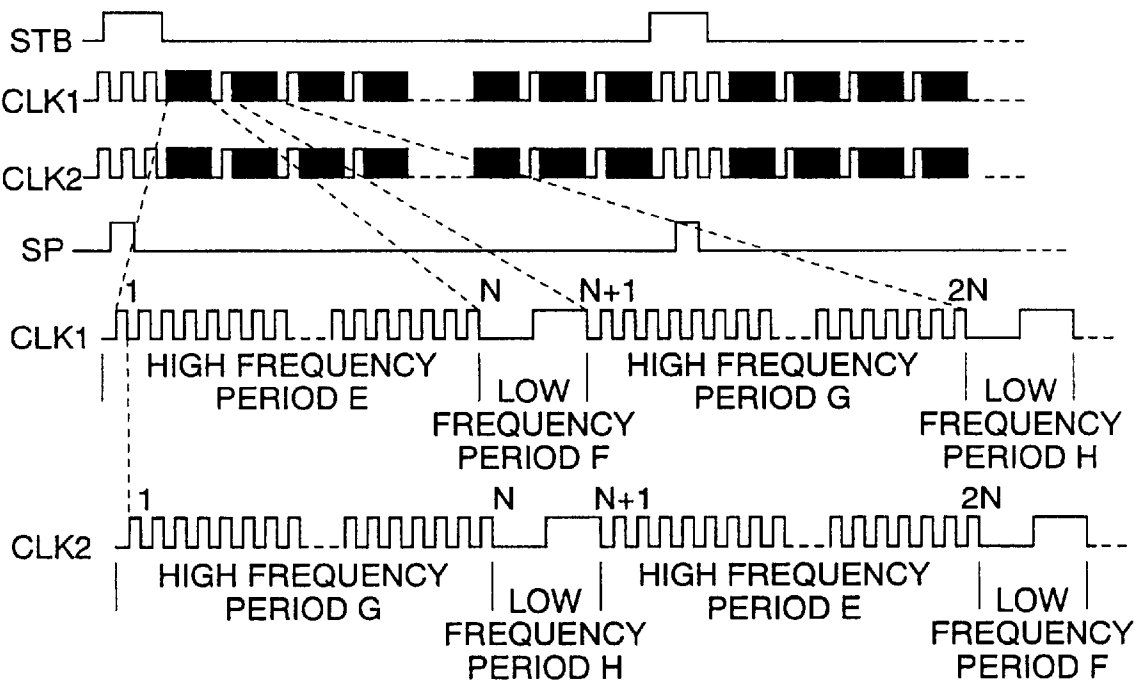 STB
CLK1
CLK2
SP
1 N N+1 2N
CLK1
HIGH FREQUENCY PERIOD E
LOW FREQUENCY PERIOD F
HIGH FREQUENCY PERIOD G
LOW FREQUENCY PERIOD H
1 N N+1 2N
CLK2
HIGH FREQUENCY PERIOD G
LOW FREQUENCY PERIOD H
HIGH FREQUENCY PERIOD E
LOW FREQUENCY PERIOD F